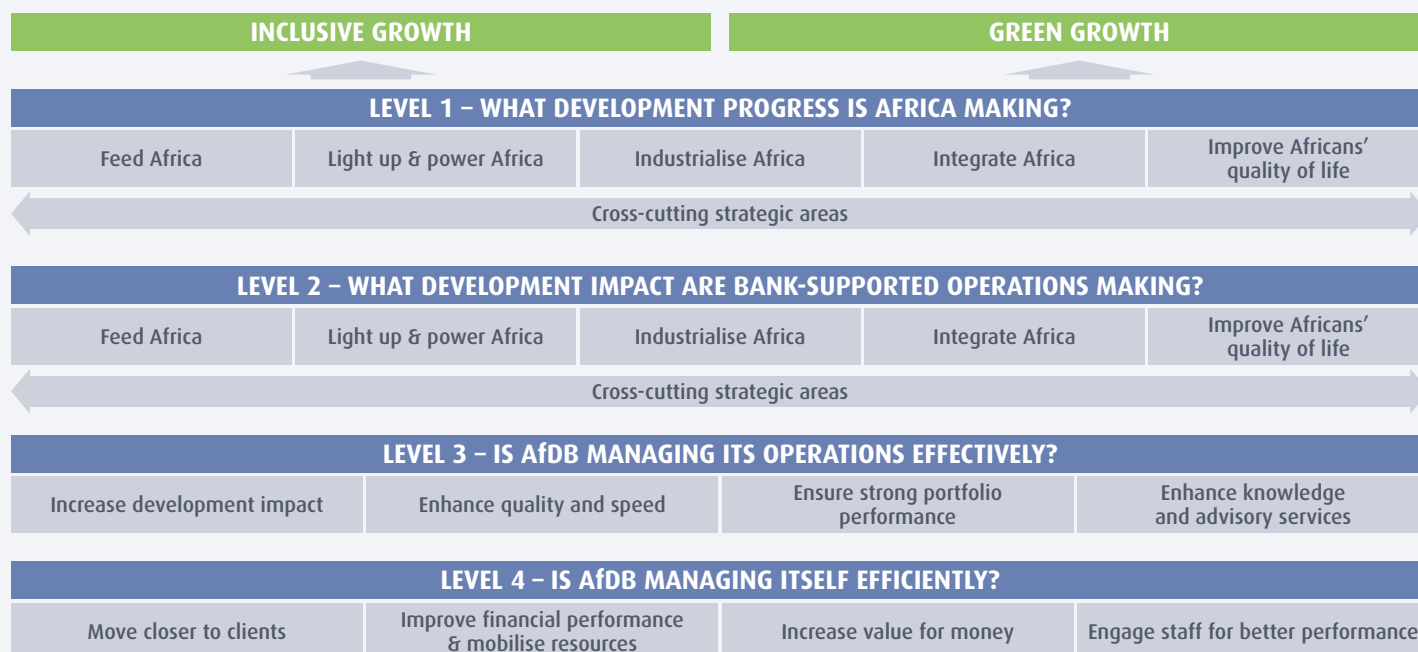 INCLUSIVE GROWTH
GREEN GROWTH
LEVEL 1 – WHAT DEVELOPMENT PROGRESS IS AFRICA MAKING?
Feed Africa
Light up & power Africa
Industrialise Africa
Integrate Africa
Improve Africans’
quality of life
Cross-cutting strategic areas
LEVEL 2 – WHAT DEVELOPMENT IMPACT ARE BANK-SUPPORTED OPERATIONS MAKING?
Feed Africa
Light up & power Africa
Industrialise Africa
Integrate Africa
Improve Africans’
quality of life
Cross-cutting strategic areas
LEVEL 3 – IS AfDB MANAGING ITS OPERATIONS EFFECTIVELY?
Increase development impact
Enhance quality and speed
Ensure strong portfolio
performance
Enhance knowledge
and advisory services
LEVEL 4 – IS AfDB MANAGING ITSELF EFFICIENTLY?
Move closer to clients
Improve financial performance
& mobilise resources
Increase value for money
Engage staff for better performance